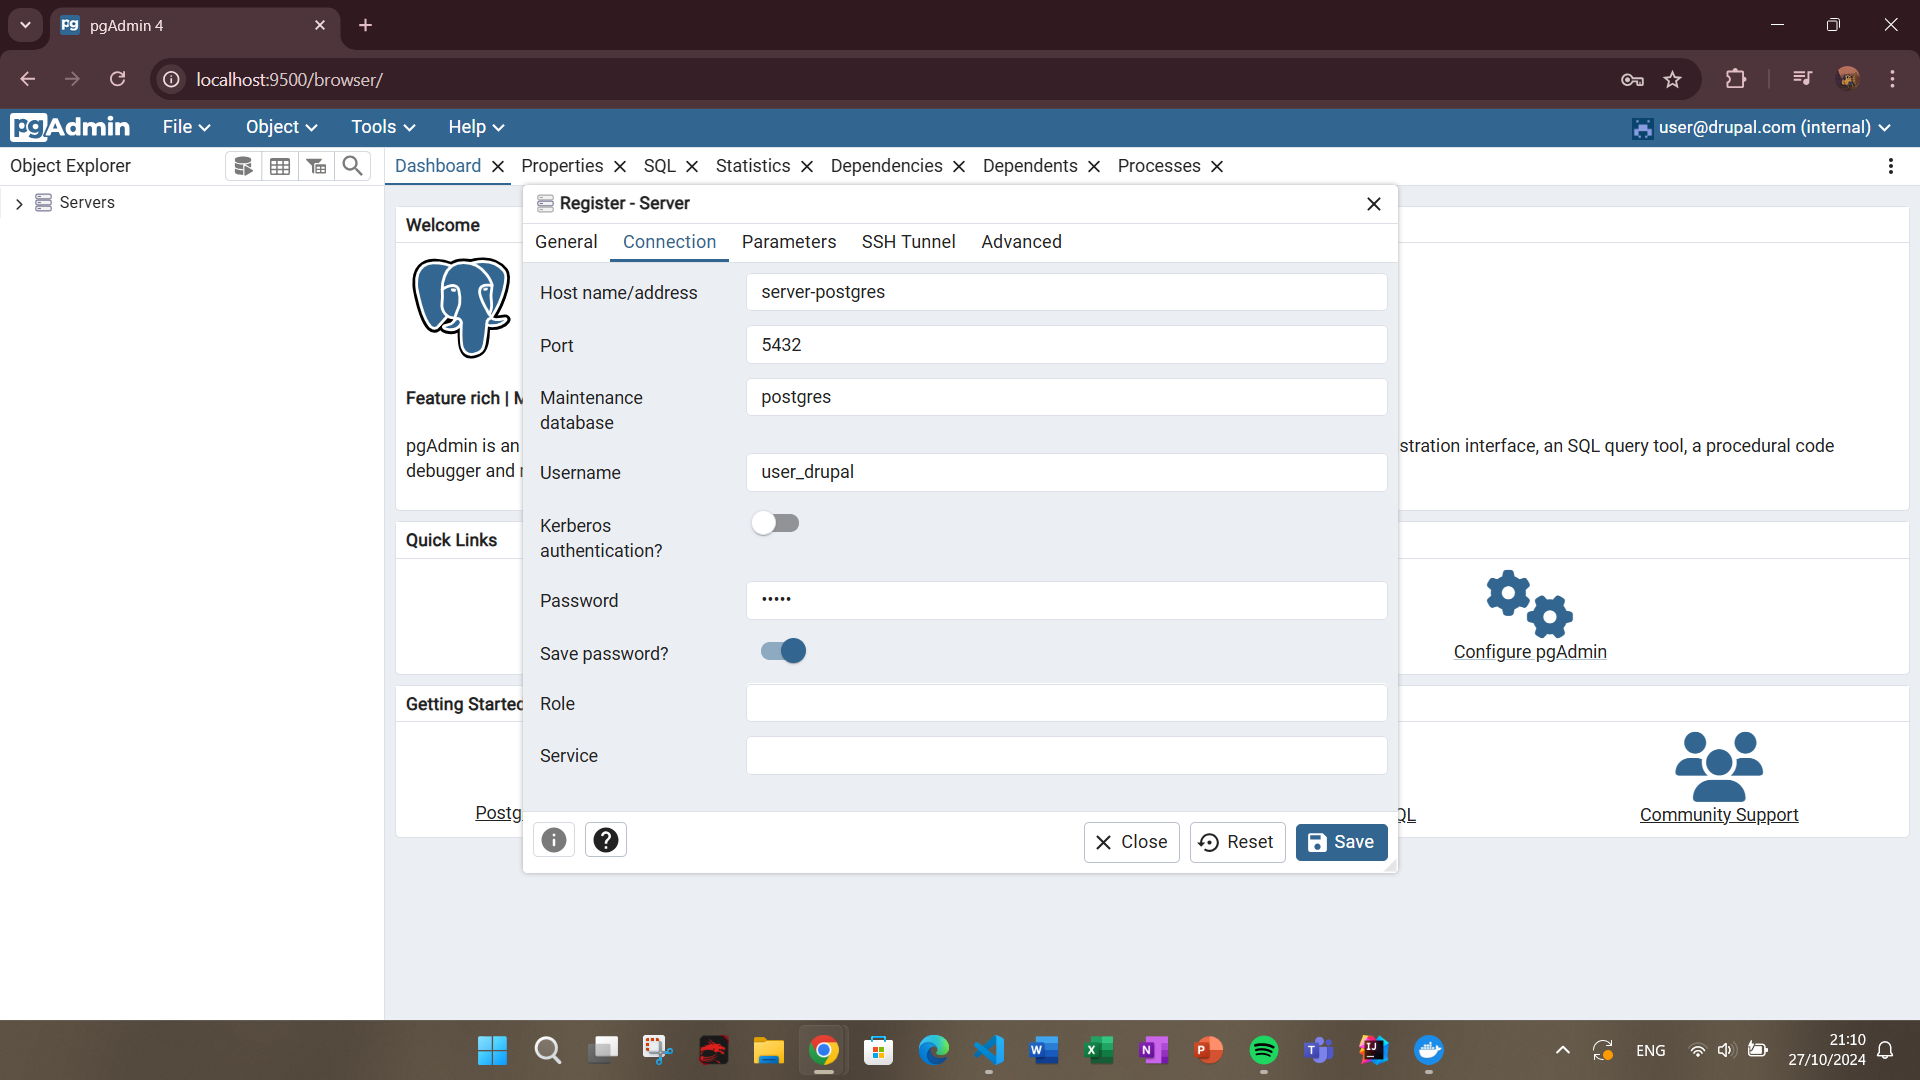 pgAdmin 4
localhost:9500/browser/
pgAdmin File Object Tools Help user@drupal.com (internal)
Object Explorer Dashboard Properties SQL Statistics Dependencies Dependents Processes
Servers
Register - Server
Welcome
General Connection Parameters SSH Tunnel Advanced
Host name/address server-postgres
Port 5432
Maintenance database postgres
Feature rich | M
pgAdmin is an stration interface, an SQL query tool, a procedural code
debugger and
Username user_drupal
Kerberos authentication?
Quick Links
Password •••••
Save password?
Configure pgAdmin
Role
Getting Started
Service
Postg
QL
Community Support
Close Reset Save
ENG
21:10
27/10/2024